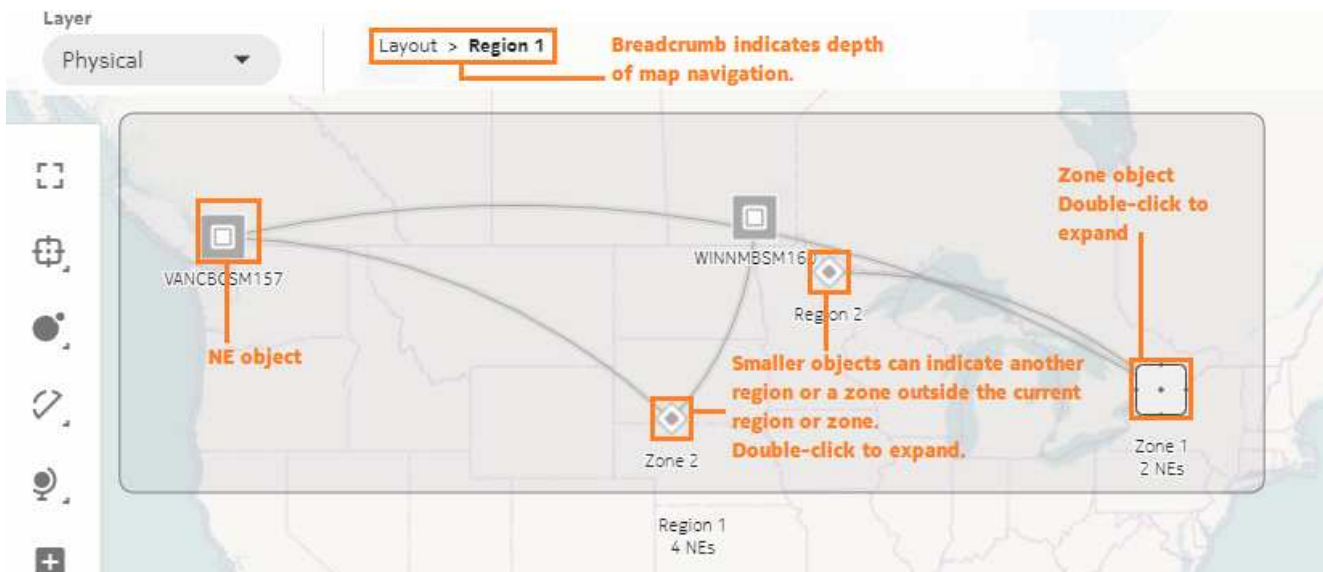 Layer
Physical
Layout > Region 1
Breadcrumb indicates depth
of map navigation.
Zone object
Double-click to
expand
VANCBCSM157
WINNMBSM160
Region 2
NE object
Smaller objects can indicate another
region or a zone outside the current
region or zone.
Double-click to expand.
Zone 2
Zone 1
2 NEs
Region 1
4 NEs